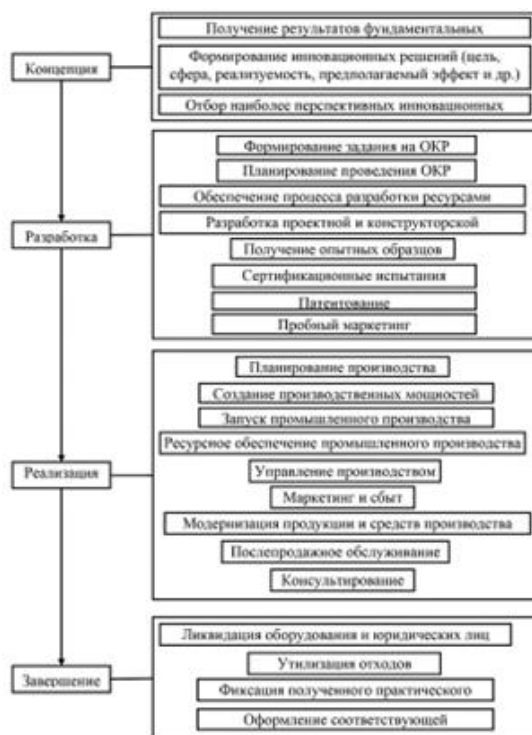 Концепция
Получение результатов фундаментальных
Формирование инновационных решений (цель,
сфера, реализуемость, предполагаемый эффект и др.)
Отбор наиболее перспективных инновационных
Разработка
Формирование задания на ОКР
Планирование проведения ОКР
Обеспечение процесса разработки ресурсами
Разработка проектной и конструкторской
Получение опытных образцов
Сертификационные испытания
Патентование
Пробный маркетинг
Реализация
Планирование производства
Создание производственных мощностей
Запуск промышленного производства
Ресурсное обеспечение промышленного производства
Управление производством
Маркетинг и сбыт
Модернизация продукции и средств производства
Послепродажное обслуживание
Консультирование
Завершение
Ликвидация оборудования и юридических лиц
Утилизация отходов
Фиксация полученного практического
Оформление соответствующей